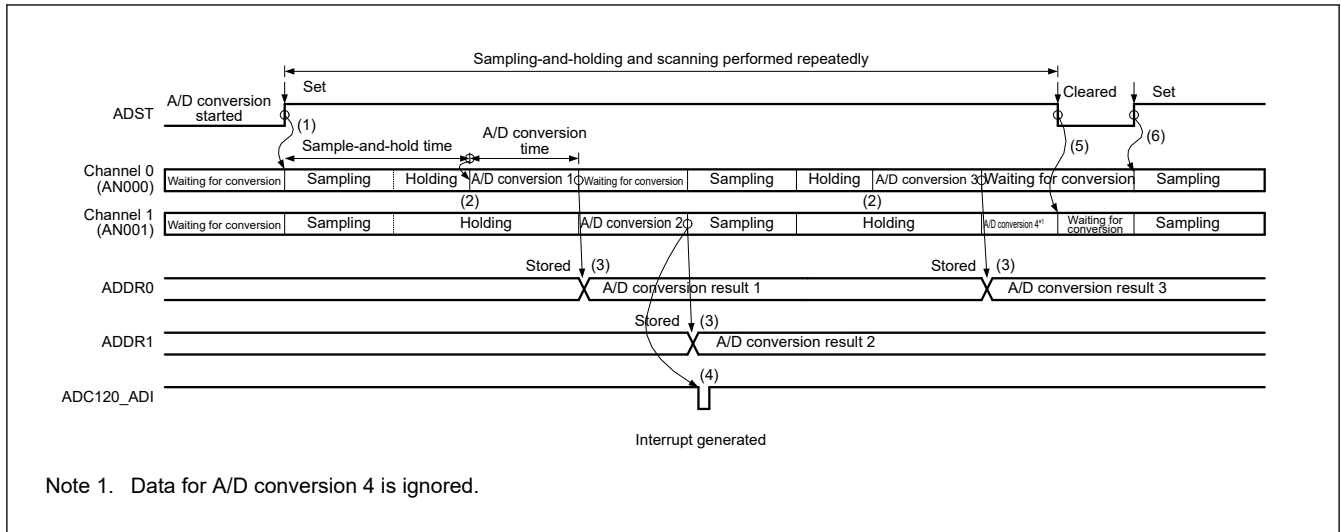 Sampling-and-holding and scanning performed repeatedly
Set
Cleared
Set
ADST
A/D conversion
started
(1)
A/D conversion
time
Sample-and-hold time
(5)
(6)
Channel 0
(AN000)
Waiting for conversion
Sampling
Holding
A/D conversion 1
Waiting for conversion
Sampling
Holding
A/D conversion 3
Waiting for conversion
Sampling
(2)
(2)
Channel 1
(AN001)
Waiting for conversion
Sampling
Holding
A/D conversion 2
Sampling
Holding
A/D conversion 4*1
Waiting for
conversion
Sampling
Stored
(3)
Stored
(3)
ADDR0
A/D conversion result 1
A/D conversion result 3
Stored
(3)
ADDR1
A/D conversion result 2
(4)
ADC120_ADI
Interrupt generated
Note 1. Data for A/D conversion 4 is ignored.